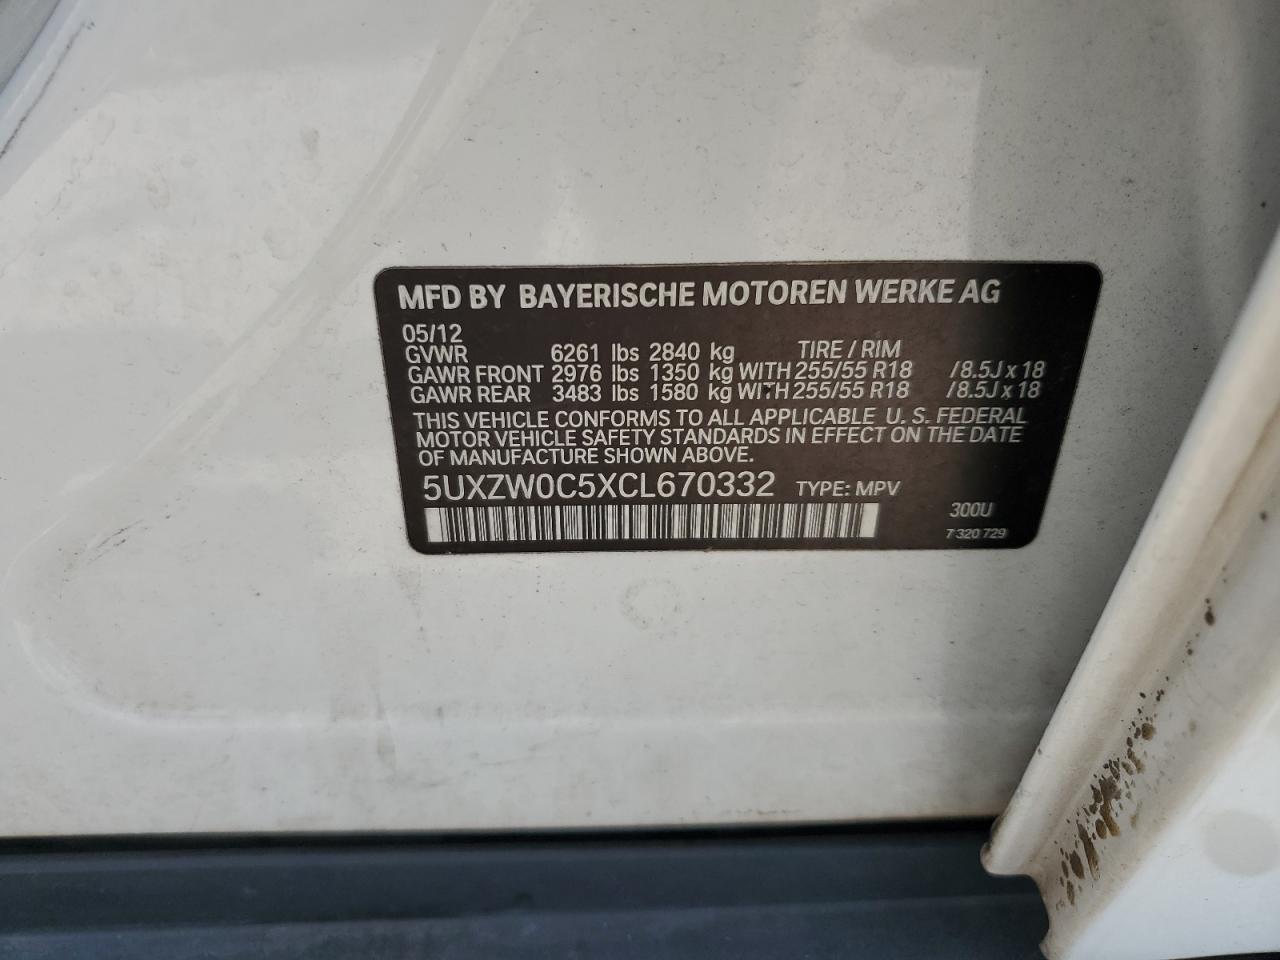 MFD BY BAYERISCHE MOTOREN WERKE AG
05/12
GVWR 6261 lbs 2840 kg TIRE / RIM
GAWR FRONT 2976 lbs 1350 kg WITH 255/55 R18 /8.5J x 18
GAWR REAR 3483 lbs 1580 kg WITH 255/55 R18 /8.5J x 18
THIS VEHICLE CONFORMS TO ALL APPLICABLE U. S. FEDERAL
MOTOR VEHICLE SAFETY STANDARDS IN EFFECT ON THE DATE
OF MANUFACTURE SHOWN ABOVE.
5UXZW0C5XCL670332 TYPE: MPV
300U
7 320 729